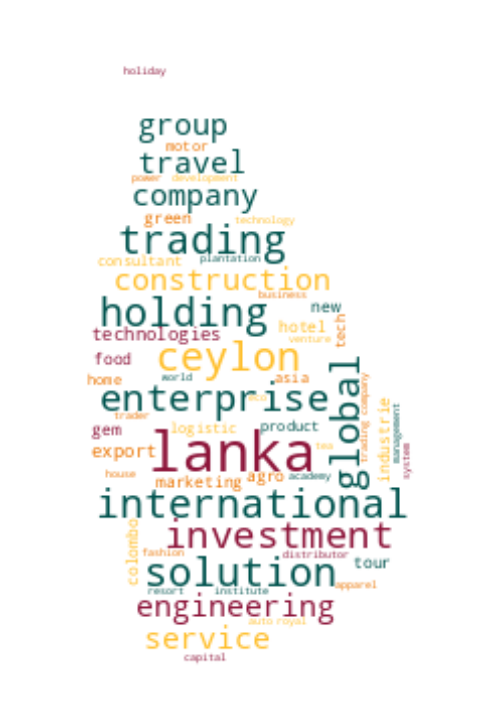 holiday
group
motor
travel
power development
company
green technology
trading
consultant plantation
construction
business
holding new
technologies hotel tech
venture
food ceylon
home world asia
enterprise eco global trading company
trader
gem logistic product industrie management
lanka
export tea system
house marketing agro academy
international
colombo investment
fashion distributor
solution tour
resort institute apparel
engineering
auto royal
service
capital